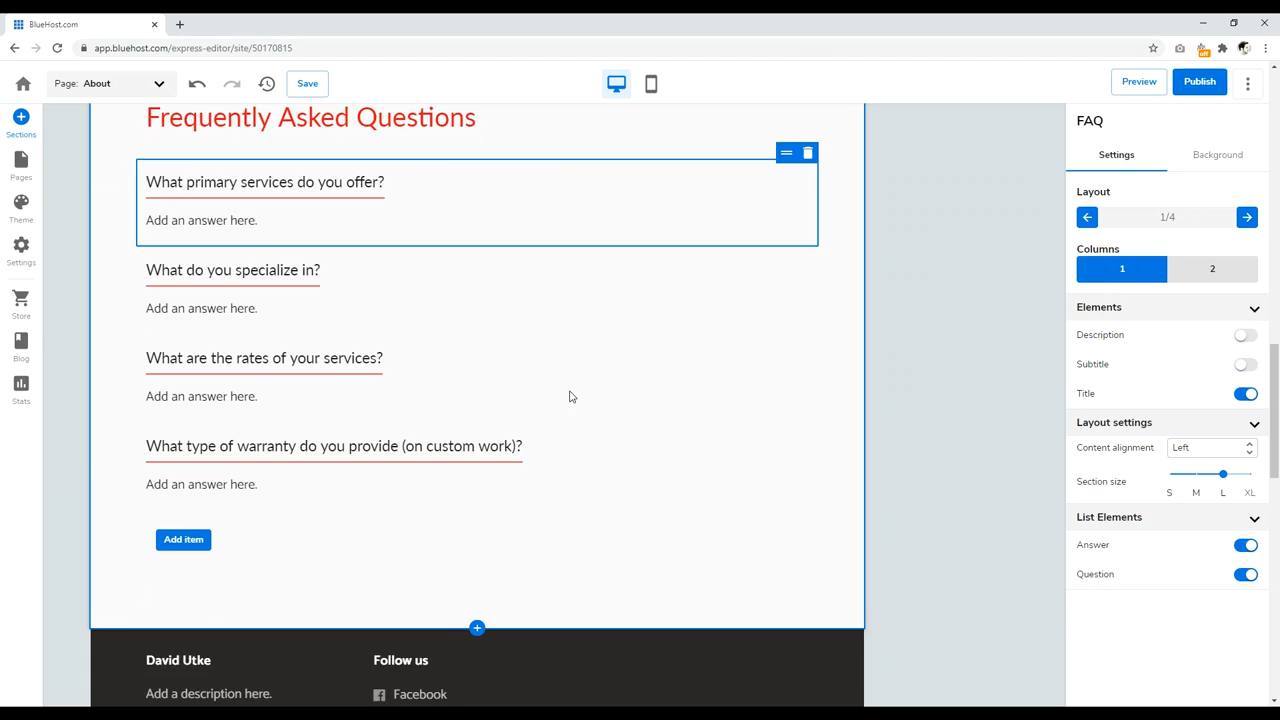 BlueHost.com
app.bluehost.com/express-editor/site/50170815
off
Page: About
Save
Preview
Publish
Sections
Pages
Theme
Settings
Store
Blog
Stats
Frequently Asked Questions
What primary services do you offer?
Add an answer here.
What do you specialize in?
Add an answer here.
What are the rates of your services?
Add an answer here.
What type of warranty do you provide (on custom work)?
Add an answer here.
Add item
David Utke
Follow us
Add a description here.
Facebook
FAQ
Settings
Background
Layout
1/4
Columns
1
2
Elements
Description
Subtitle
Title
Layout settings
Content alignment
Left
Section size
S
M
L
XL
List Elements
Answer
Question